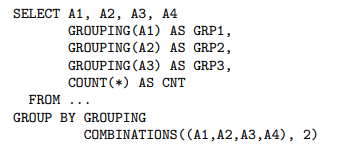 SELECT A1, A2, A3, A4
GROUPING(A1) AS GRP1,
GROUPING(A2) AS GRP2,
GROUPING(A3) AS GRP3,
COUNT(*) AS CNT
FROM ...
GROUP BY GROUPING
COMBINATIONS((A1,A2,A3,A4), 2)